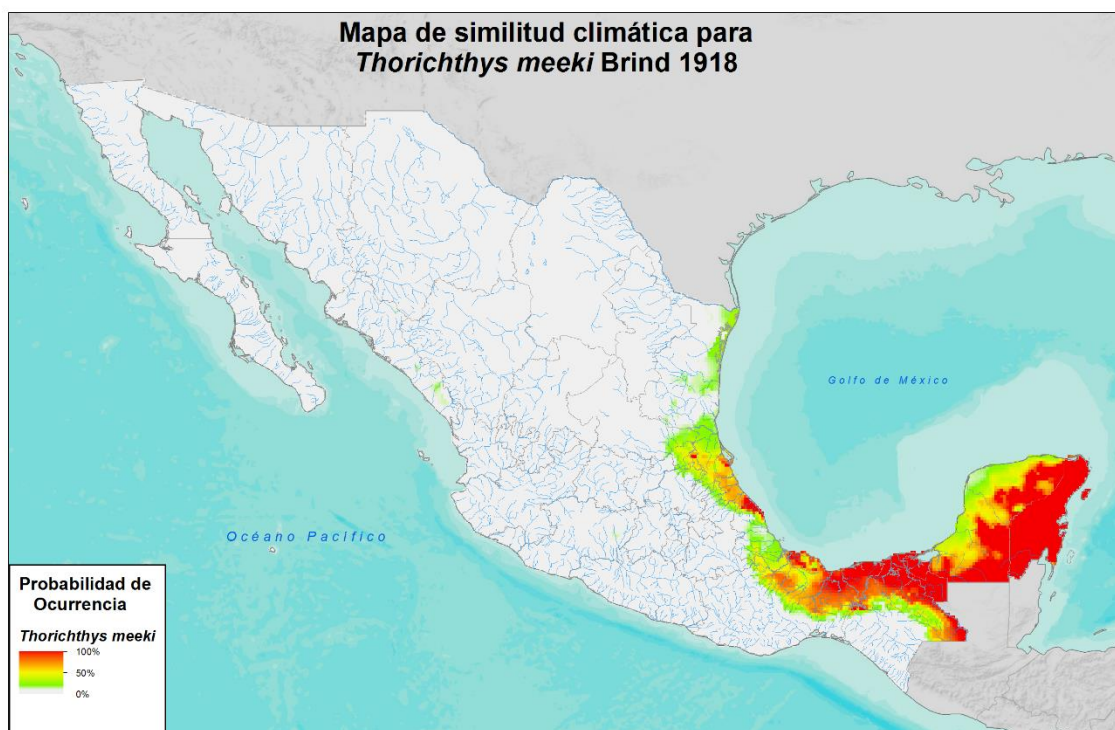 Mapa de similitud climática para
Thorichthys meeki Brind 1918
Golfo de México
Océano Pacífico
Probabilidad de
Ocurrencia
Thorichthys meeki
100%
50%
0%